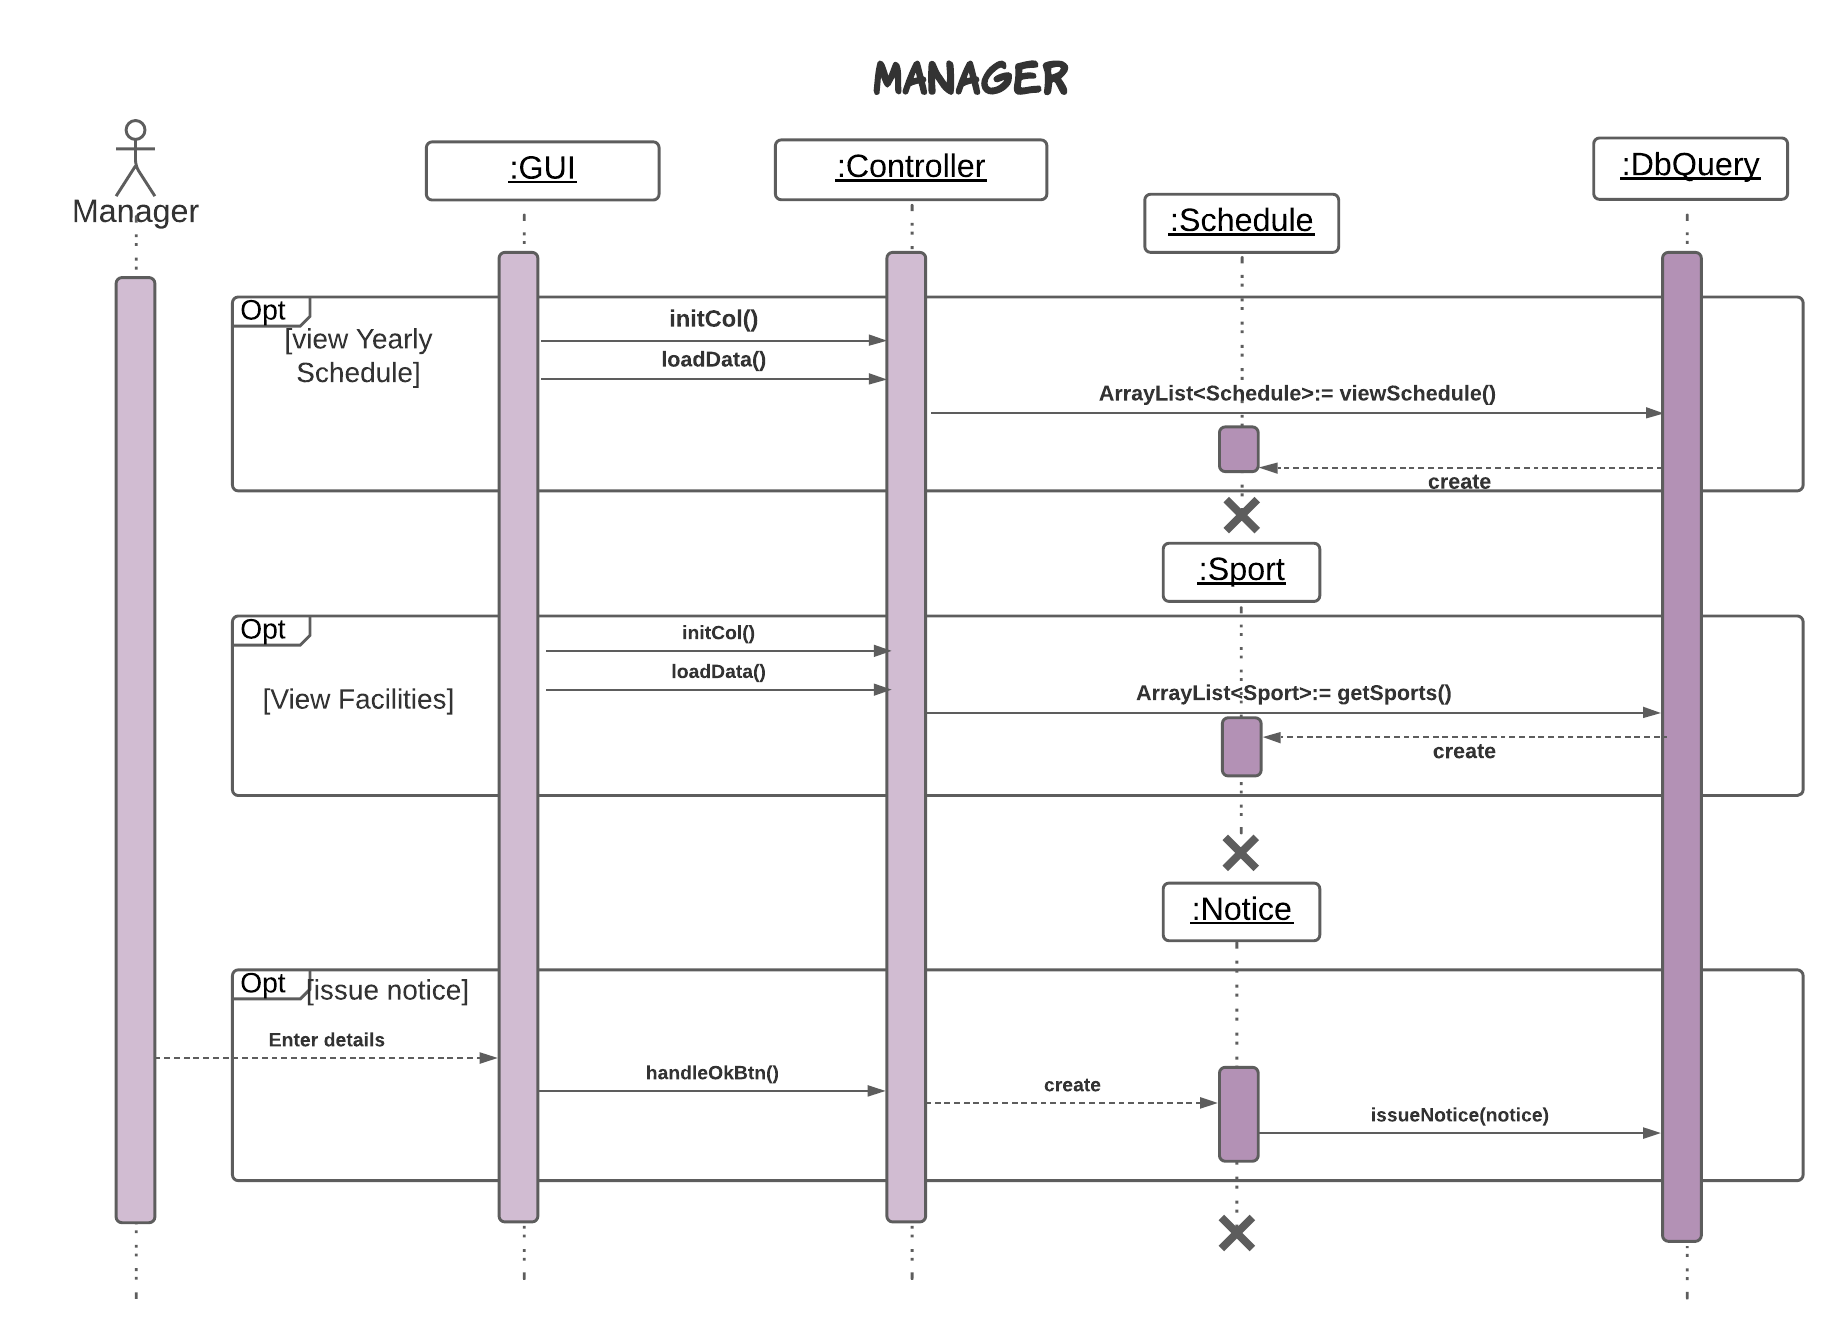 MANAGER
Manager
:GUI
:Controller
:Schedule
:DbQuery
Opt
[view Yearly
Schedule]
initCol()
loadData()
ArrayList<Schedule>:= viewSchedule()
create
:Sport
Opt
[View Facilities]
initCol()
loadData()
ArrayList<Sport>:= getSports()
create
:Notice
Opt
[issue notice]
Enter details
handleOkBtn()
create
issueNotice(notice)